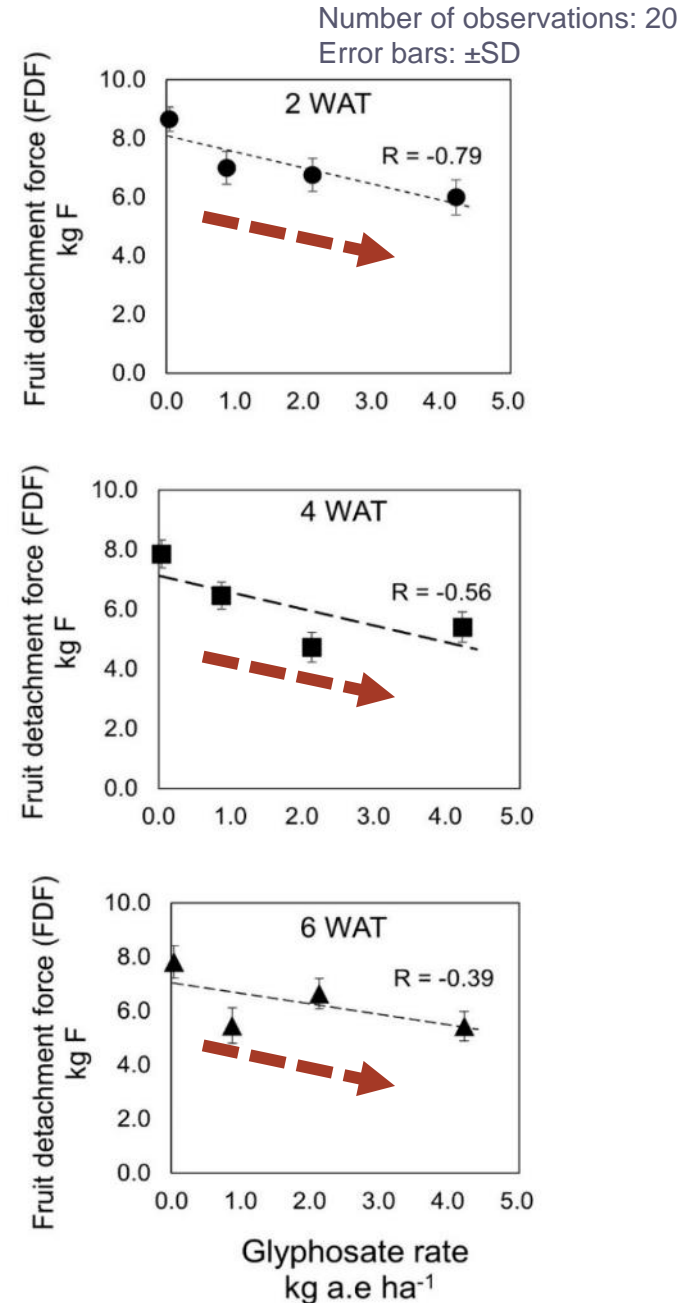 Number of observations: 20
Error bars: ±SD
Fruit detachment force (FDF)
kg F
10.0
8.0
6.0
4.0
2.0
0.0
2 WAT
R = -0.79
0.0 1.0 2.0 3.0 4.0 5.0
Fruit detachment force (FDF)
kg F
10.0
8.0
6.0
4.0
2.0
0.0
4 WAT
R = -0.56
0.0 1.0 2.0 3.0 4.0 5.0
Fruit detachment force (FDF)
kg F
10.0
8.0
6.0
4.0
2.0
0.0
6 WAT
R = -0.39
0.0 1.0 2.0 3.0 4.0 5.0
Glyphosate rate
kg a.e ha⁻¹